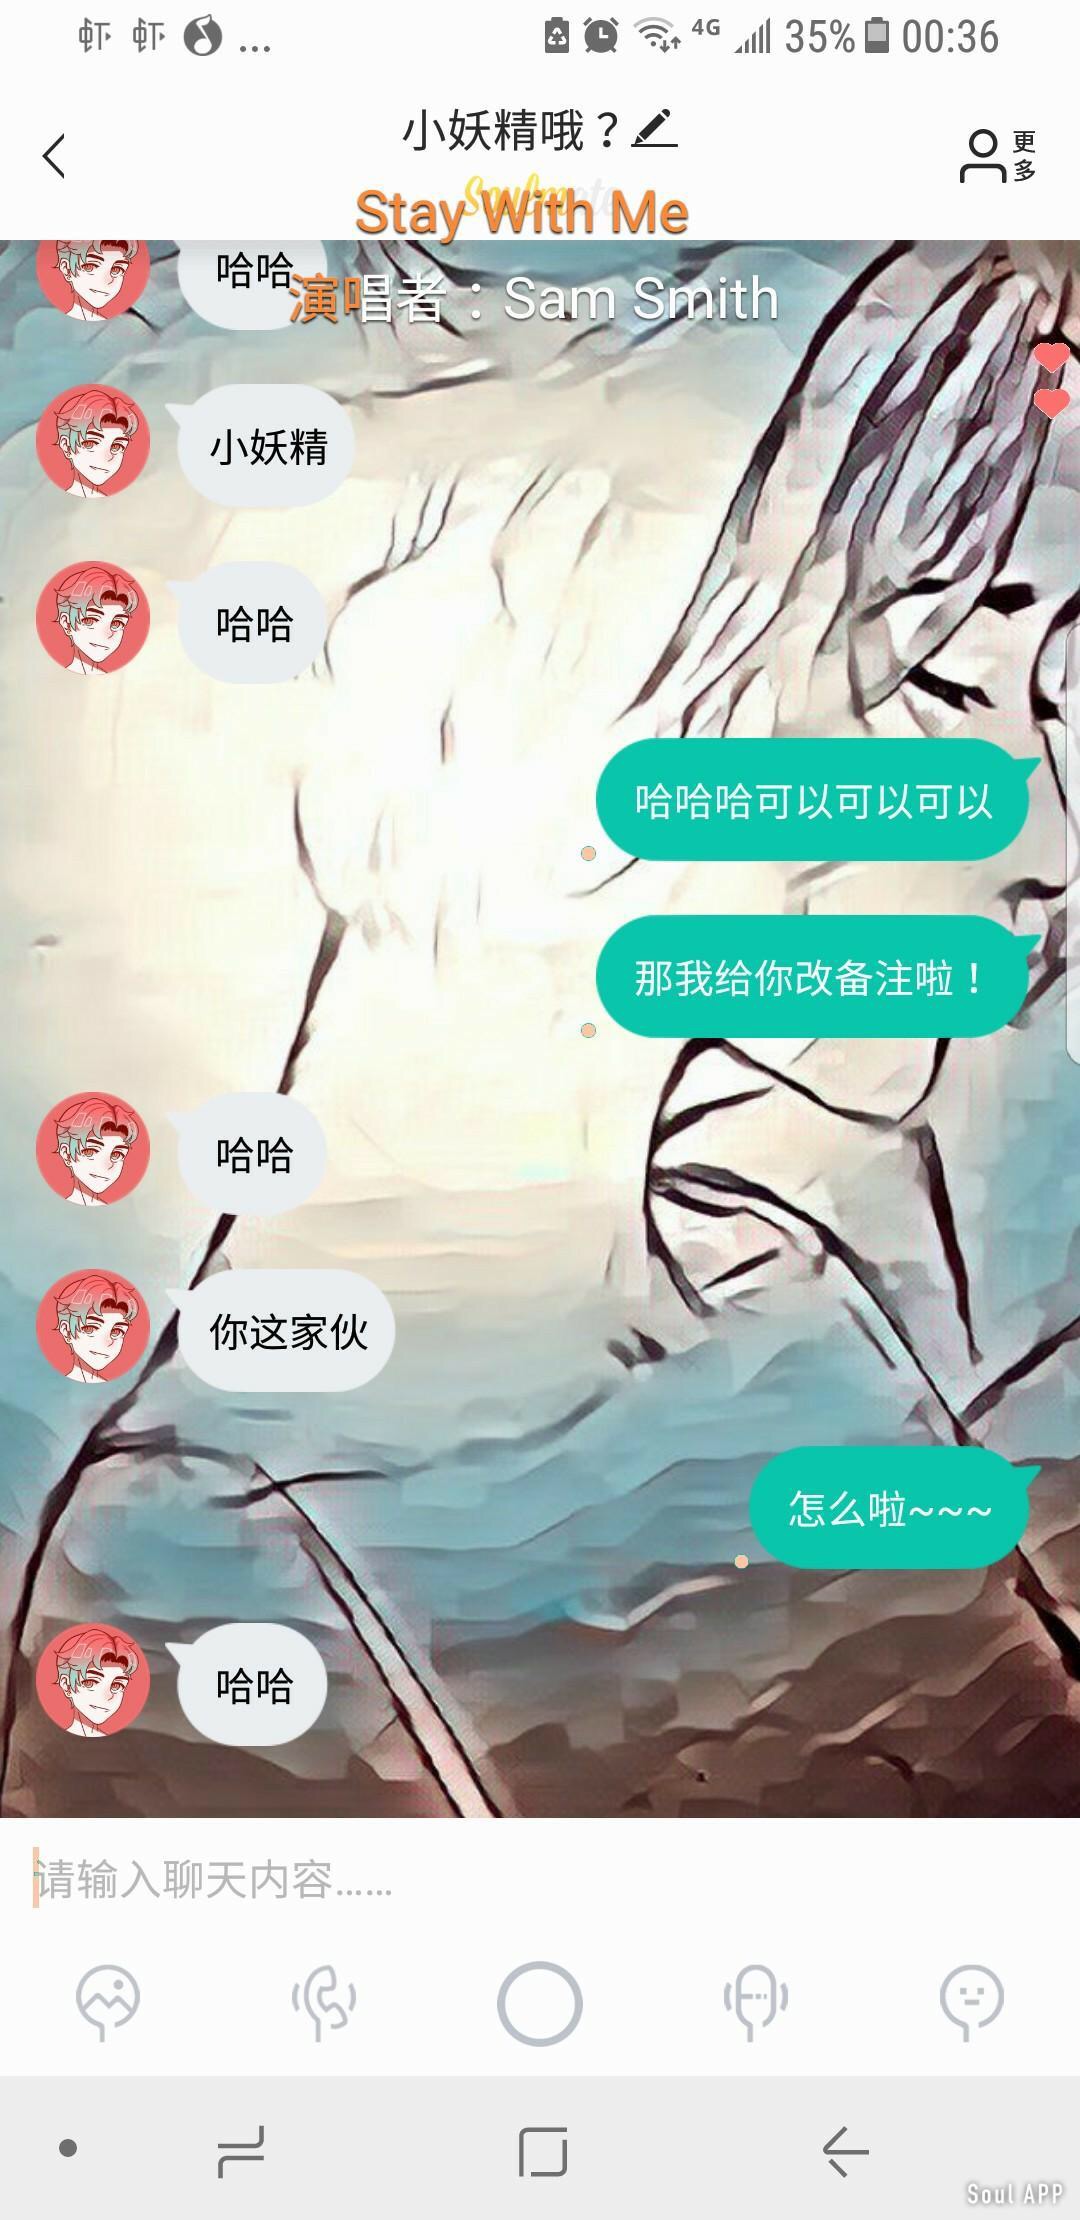 虾 虾 ... 4G 35% 00:36
小妖精哦？
更多
Soulmate
Stay With Me
演唱者：Sam Smith
哈哈
小妖精
哈哈
哈哈哈可以可以可以
那我给你改备注啦！
哈哈
你这家伙
怎么啦~~~
哈哈
请输入聊天内容......
Soul APP